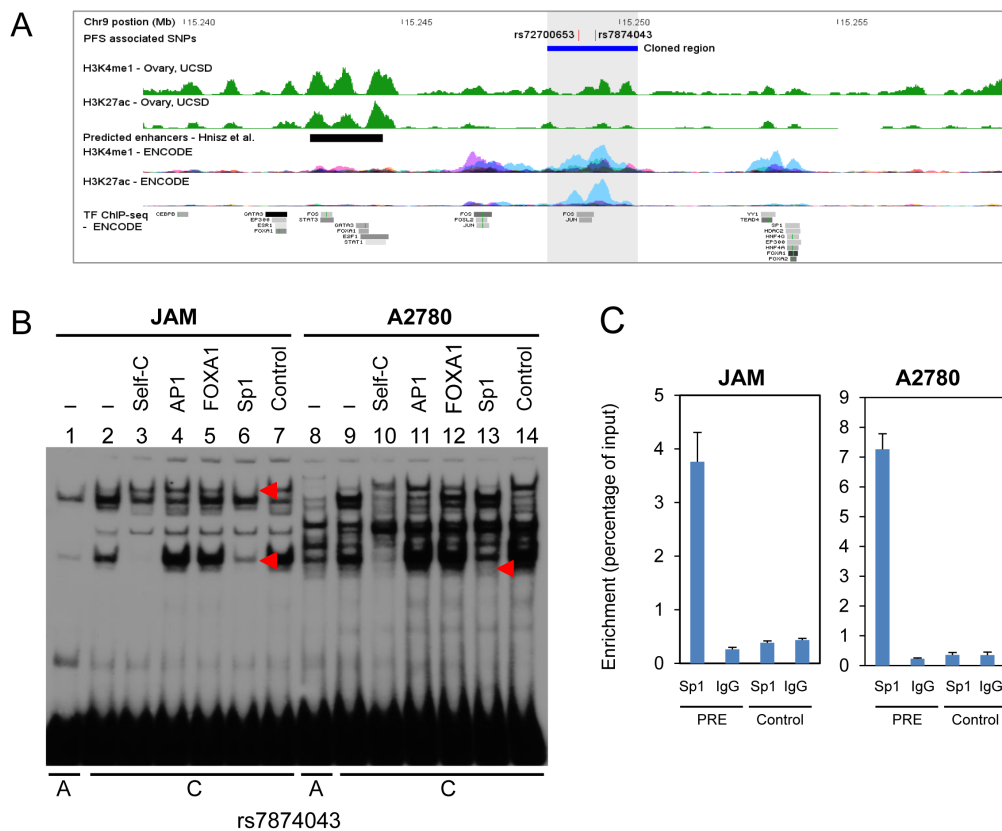 A
Chr9 postion (Mb) 15.240 15.245 15.250 15.255
PFS associated SNPs rs72700653 rs7874043
Cloned region
H3K4me1 - Ovary, UCSD
H3K27ac - Ovary, UCSD
Predicted enhancers - Hnisz et al.
H3K4me1 - ENCODE
H3K27ac - ENCODE
TF ChIP-seq
- ENCODE
CEBPB GATA3 FOS FOS FOS YY1
EP300 STAT3 FOSL2 JUN TEAD4
ESR1 GATA3 JUN SP1
FOXA1 FOXA1 HDAC2
E2F1 HNF4G
STAT1 EP300
HNF4A
FOXA1
FOXA2
B
JAM A2780
– – Self-C AP1 FOXA1 Sp1 Control – – Self-C AP1 FOXA1 Sp1 Control
1 2 3 4 5 6 7 8 9 10 11 12 13 14
A C A C
rs7874043
C
JAM A2780
Enrichment (percentage of input)
5
4
3
2
1
0
9
8
7
6
5
4
3
2
1
0
Sp1 IgG Sp1 IgG Sp1 IgG Sp1 IgG
PRE Control PRE Control